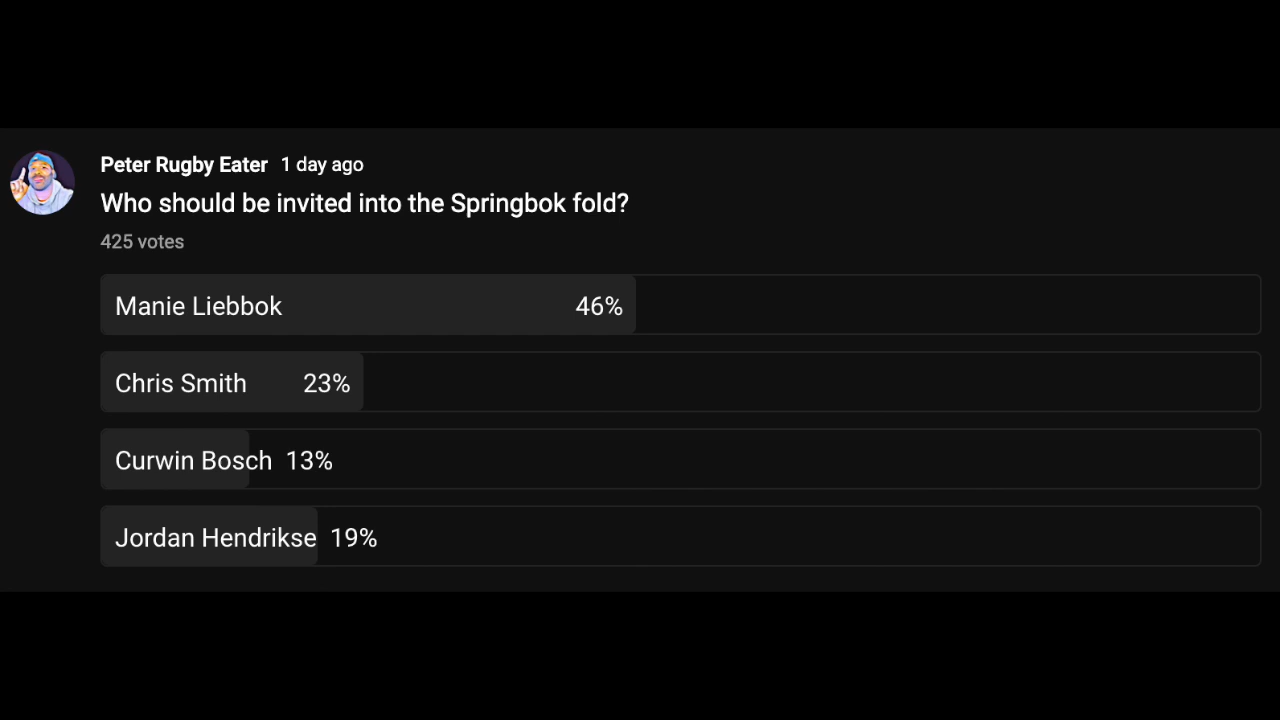 Peter Rugby Eater 1 day ago
Who should be invited into the Springbok fold?
425 votes
Manie Liebbok 46%
Chris Smith 23%
Curwin Bosch 13%
Jordan Hendrikse 19%